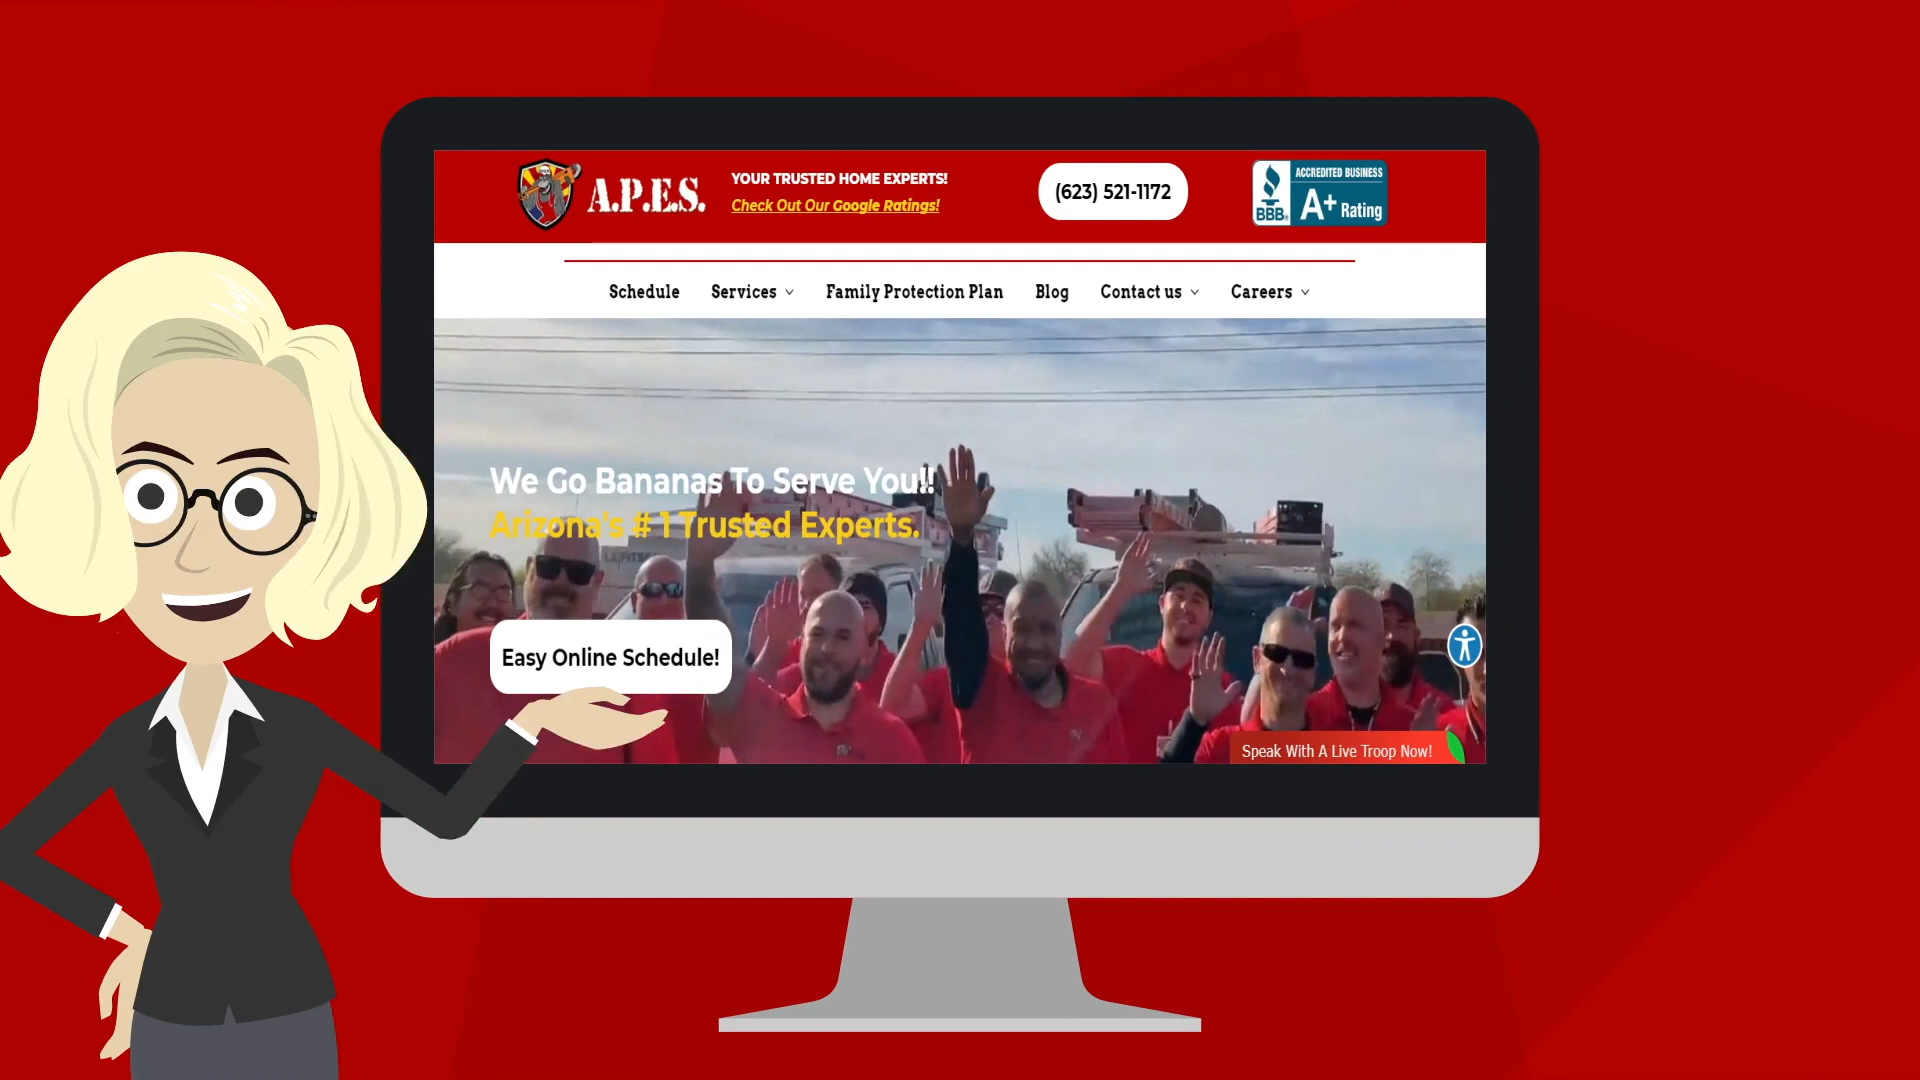 A.P.E.S.
YOUR TRUSTED HOME EXPERTS!
Check Out Our Google Ratings!
(623) 521-1172
BBB
ACCREDITED BUSINESS
A+ Rating
Schedule Services Family Protection Plan Blog Contact us Careers
We Go Bananas To Serve You!!
Arizona's # 1 Trusted Experts.
Easy Online Schedule!
Speak With A Live Troop Now!